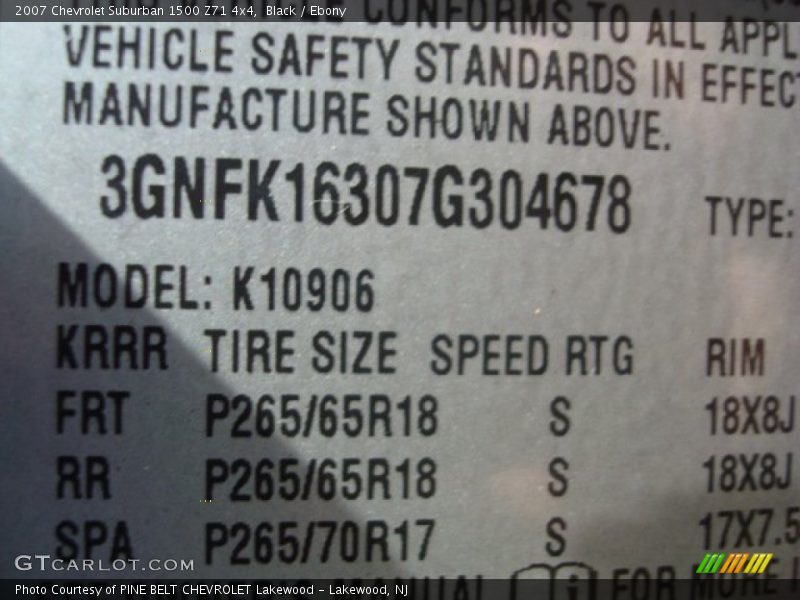 2007 Chevrolet Suburban 1500 Z71 4x4, Black / Ebony
CONFORMS TO ALL APPL
VEHICLE SAFETY STANDARDS IN EFFEC
MANUFACTURE SHOWN ABOVE.
3GNFK16307G304678 TYPE:
MODEL: K10906
KRRR TIRE SIZE SPEED RTG RIM
FRT P265/65R18 S 18X8J
RR P265/65R18 S 18X8J
SPA P265/70R17 S 17X7.5
MANUAL i FOR MORE
GTCARLOT.COM
Photo Courtesy of PINE BELT CHEVROLET Lakewood – Lakewood, NJ